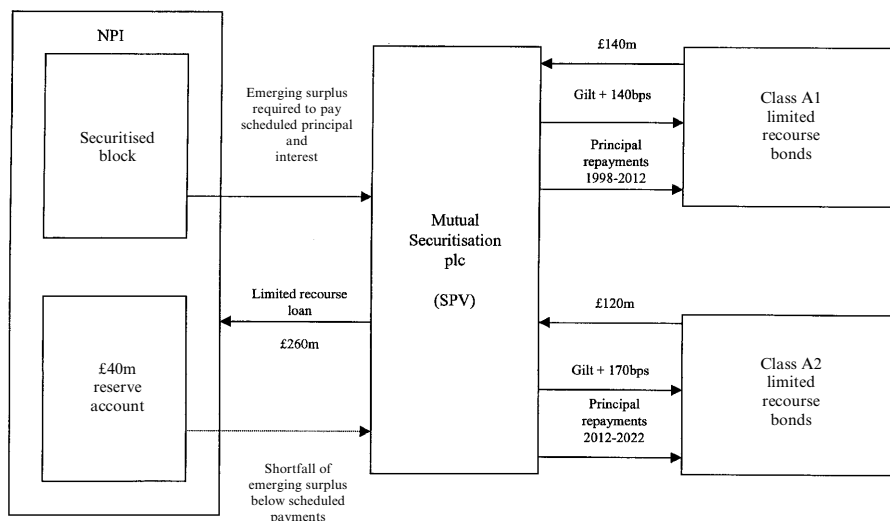 NPI
Securitised
block
Emerging surplus
required to pay
scheduled principal
and
interest
Limited recourse
loan
£260m
£40m
reserve
account
Shortfall of
emerging surplus
below scheduled
payments
Mutual
Securitisation
plc
(SPV)
£140m
Gilt + 140bps
Principal
repayments
1998-2012
Class A1
limited
recourse
bonds
£120m
Gilt + 170bps
Principal
repayments
2012-2022
Class A2
limited
recourse
bonds